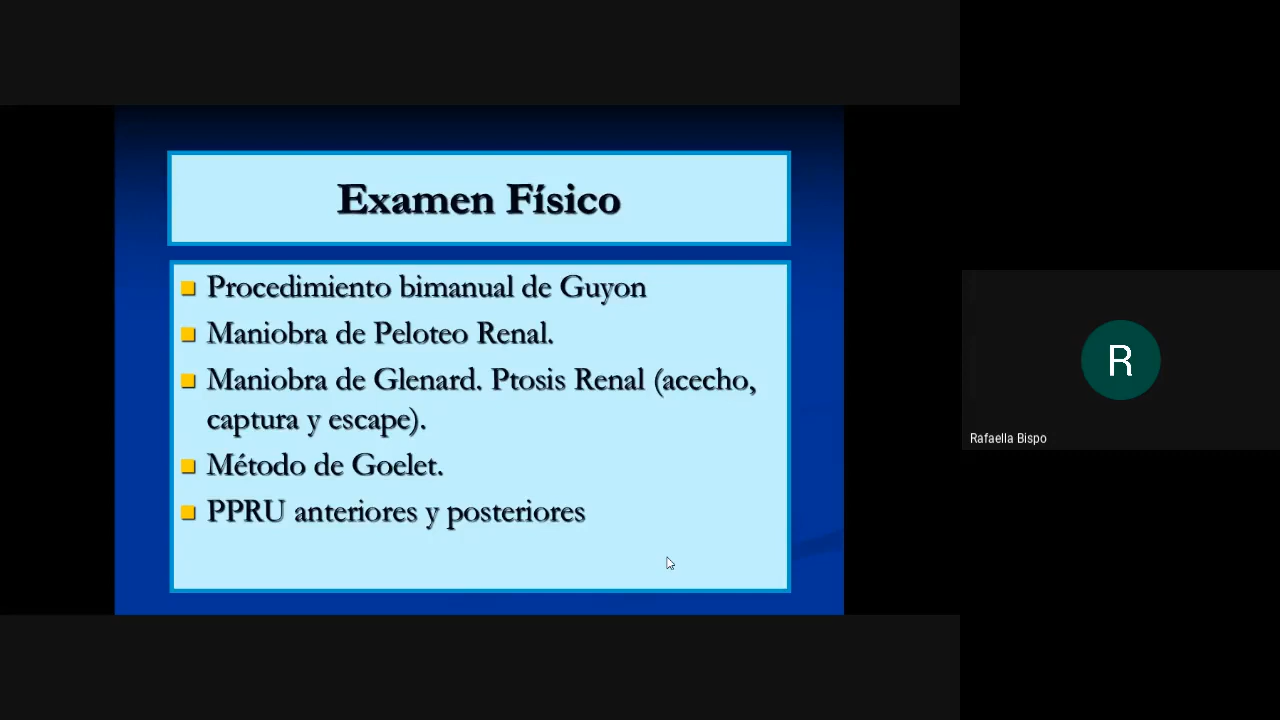 Examen Físico
Procedimiento bimanual de Guyon
Maniobra de Peloteo Renal.
Maniobra de Glenard. Ptosis Renal (acecho,
captura y escape).
Método de Goelet.
PPRU anteriores y posteriores
R
Rafaella Bispo